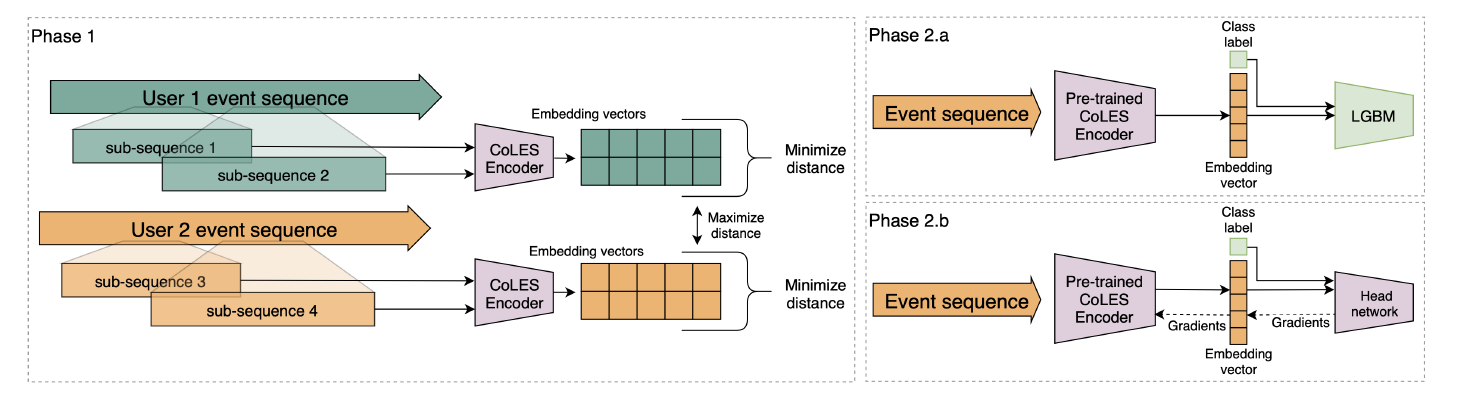 Phase 1
User 1 event sequence
sub-sequence 1
sub-sequence 2
CoLES
Encoder
Embedding vectors
Minimize
distance
Maximize
distance
User 2 event sequence
sub-sequence 3
sub-sequence 4
CoLES
Encoder
Embedding vectors
Minimize
distance
Phase 2.a
Event sequence
Pre-trained
CoLES
Encoder
Class
label
Embedding
vector
LGBM
Phase 2.b
Event sequence
Pre-trained
CoLES
Encoder
Class
label
Gradients
Embedding
vector
Gradients
Head
network